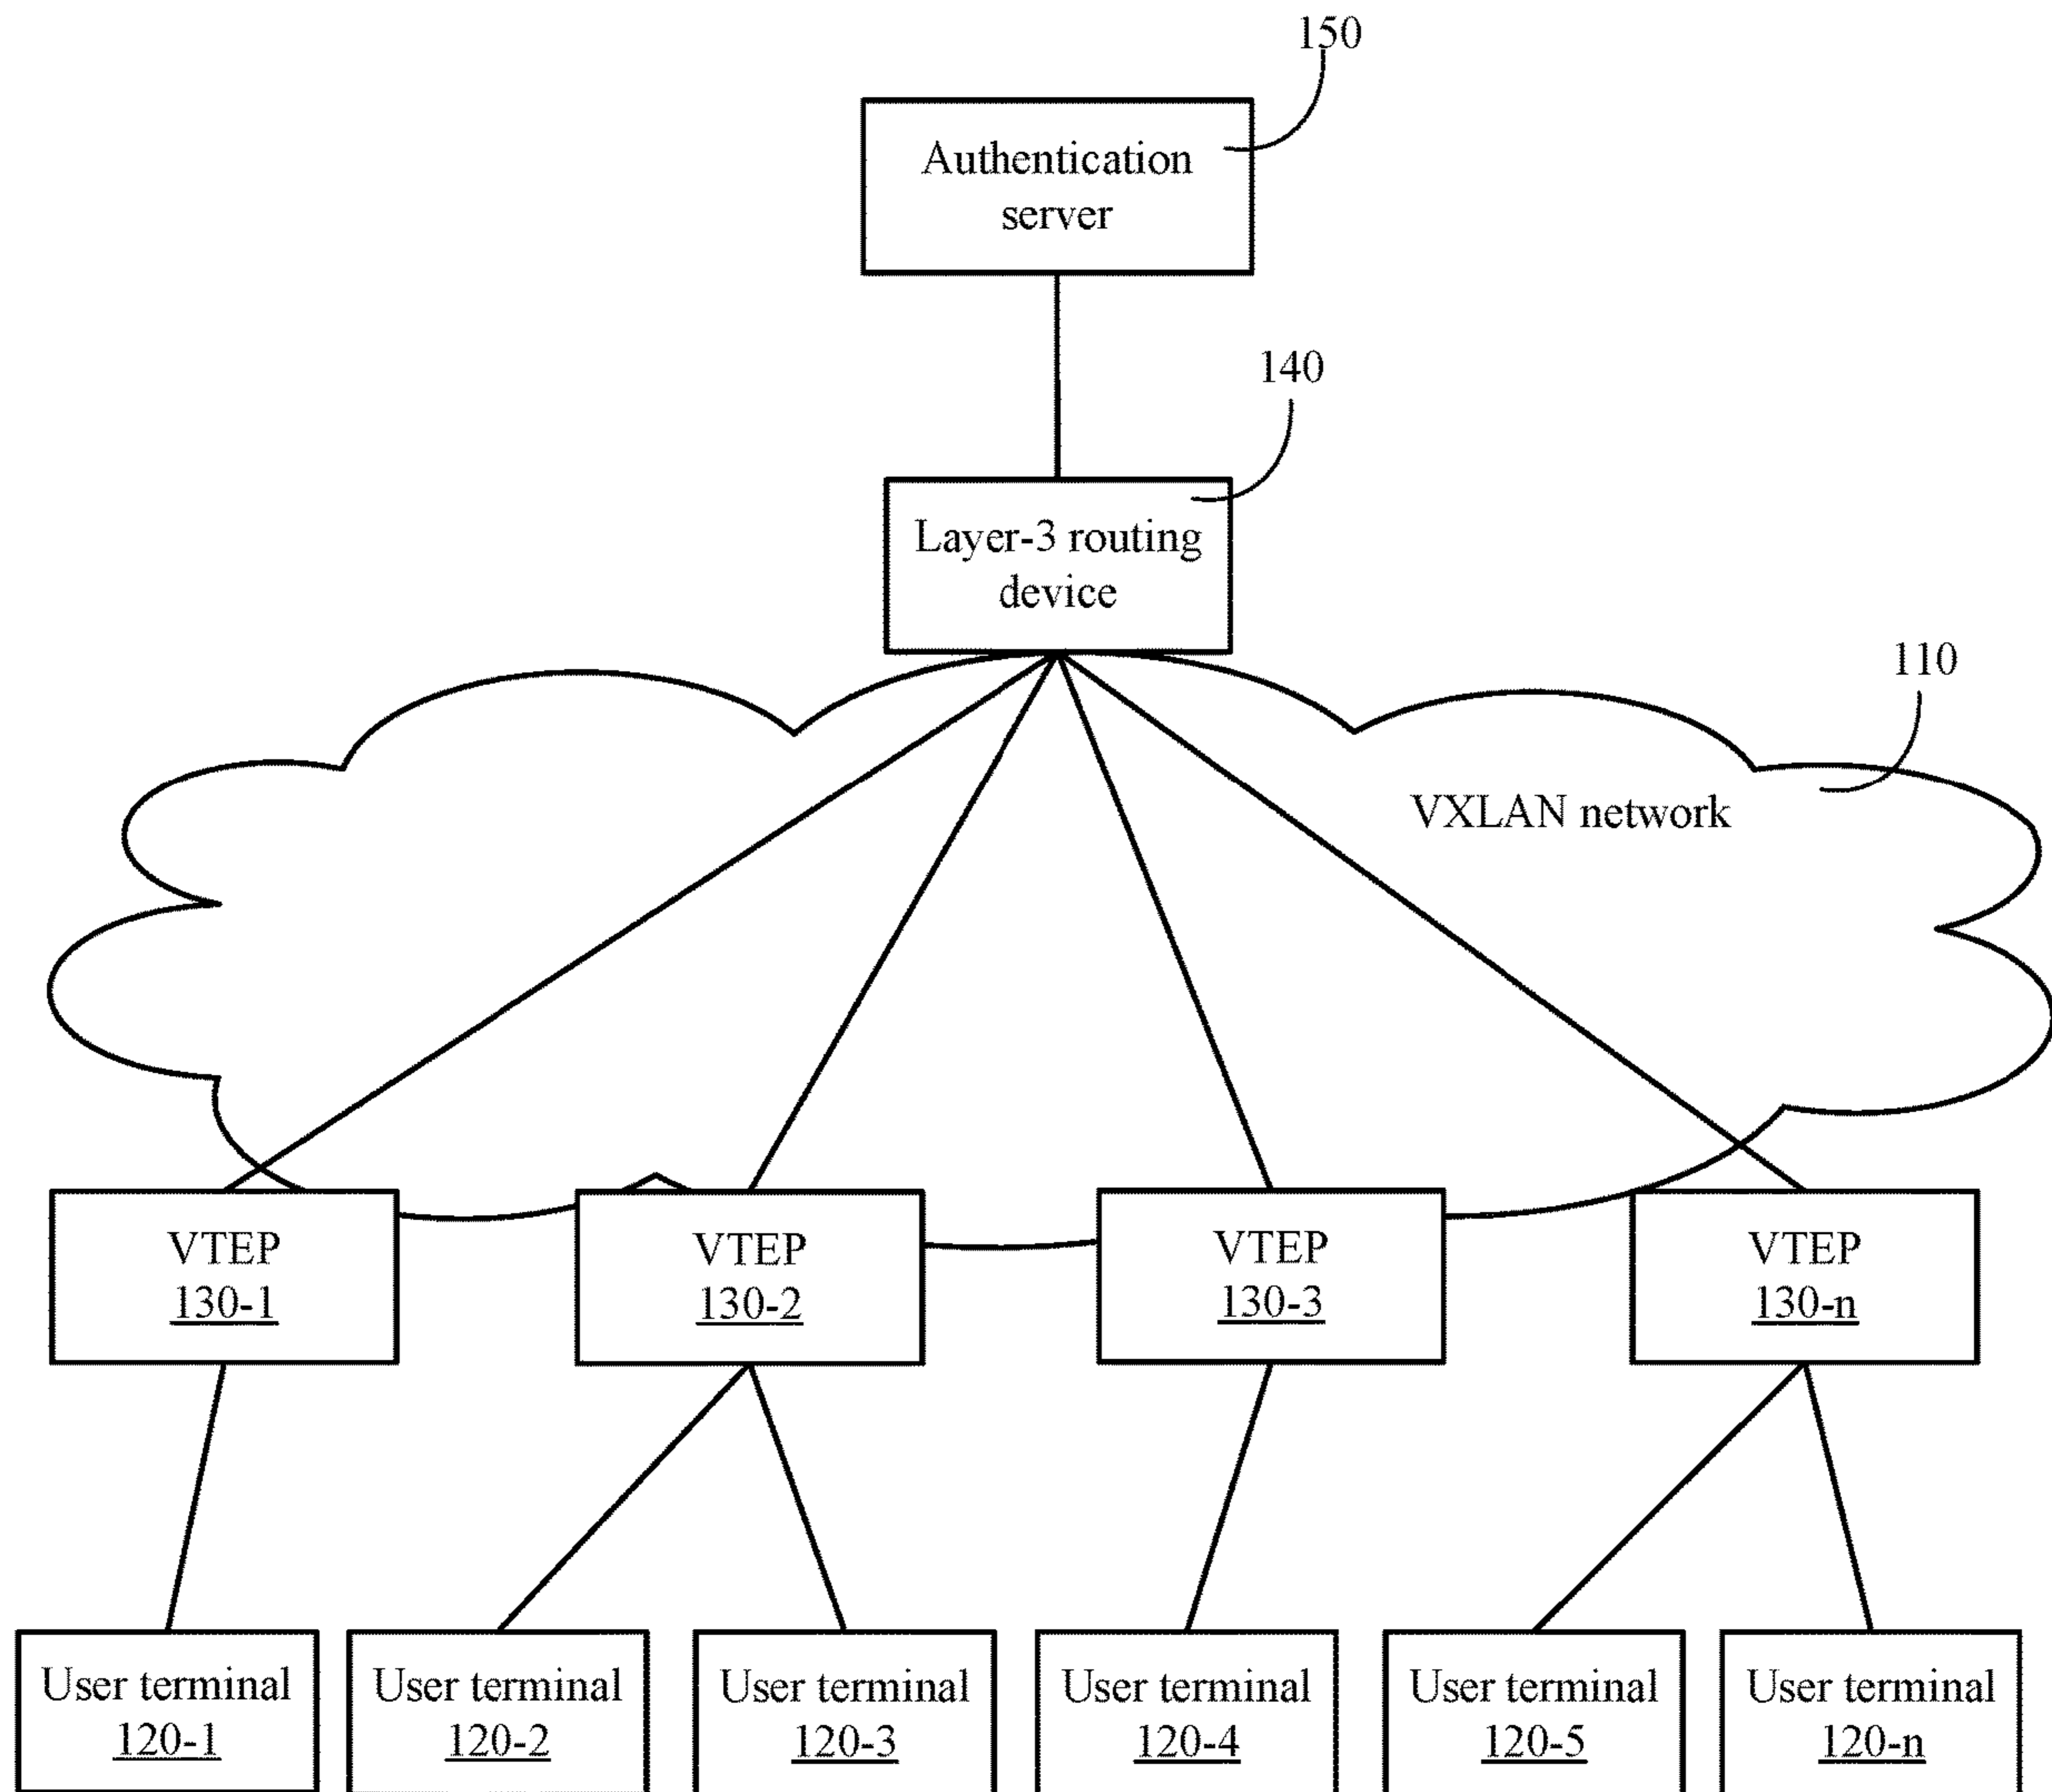 150
Authentication
server
140
Layer-3 routing
device
110
VXLAN network
VTEP
130-1
VTEP
130-2
VTEP
130-3
VTEP
130-n
User terminal
120-1
User terminal
120-2
User terminal
120-3
User terminal
120-4
User terminal
120-5
User terminal
120-n